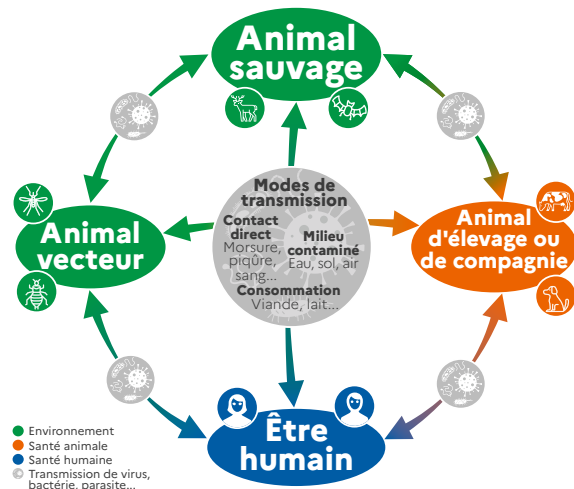 Animal
sauvage
Modes de
transmission
Contact
direct
Morsure,
piqûre,
sang...
Milieu
contaminé
Eau, sol, air
Consommation
Viande, lait...
Animal
vecteur
Animal
d'élevage ou
de compagnie
Être
humain
Environnement
Santé animale
Santé humaine
Transmission de virus,
bactérie, parasite...